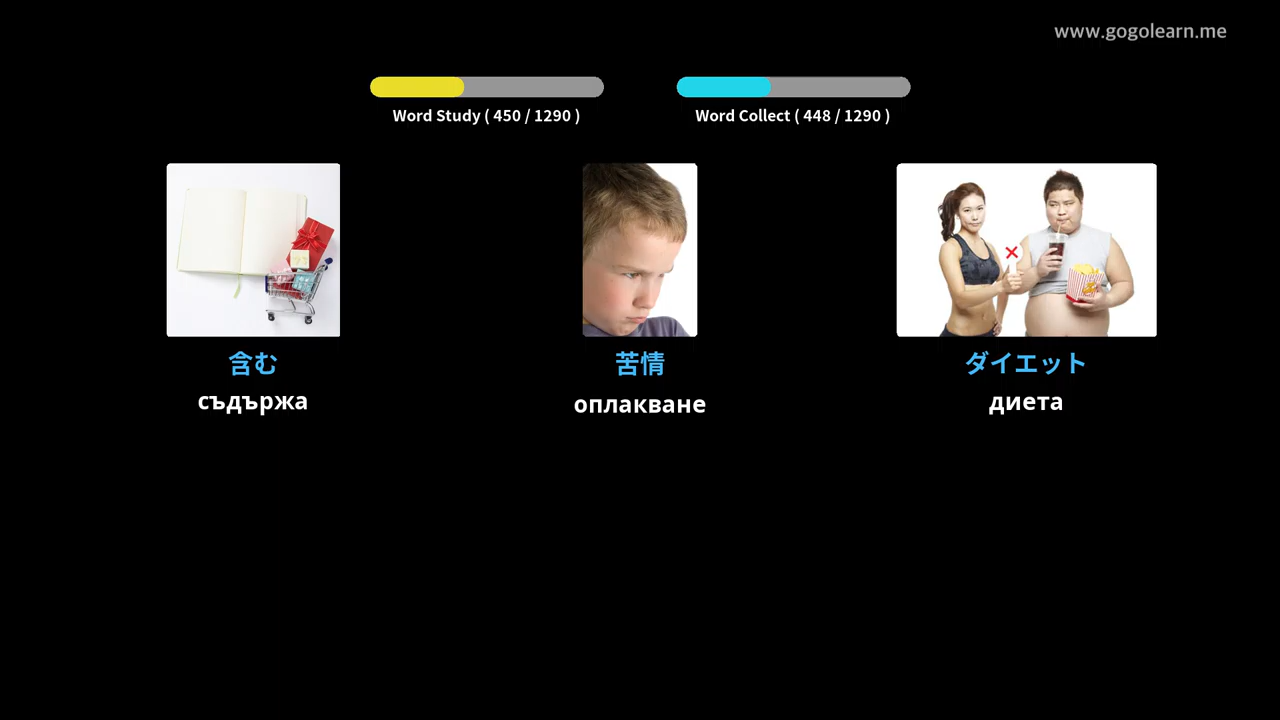 www.gogolearn.me
Word Study ( 450 / 1290 )
Word Collect ( 448 / 1290 )
含む
苦情
ダイエット
съдържа
оплакване
диета